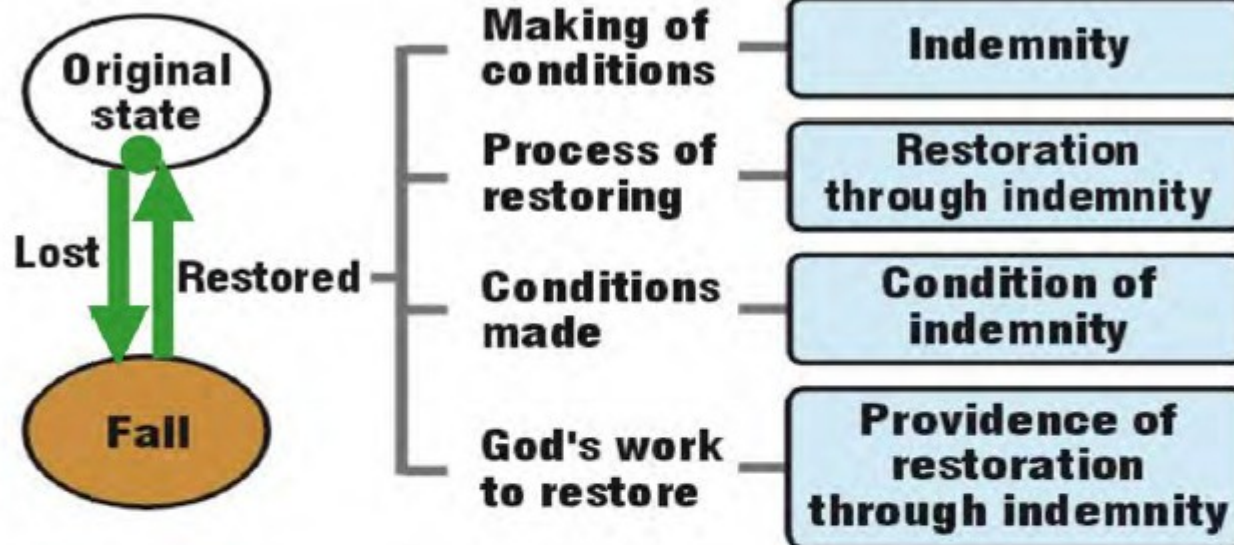 Original
state
Lost
Restored
Fall
Making of
conditions
Indemnity
Process of
restoring
Restoration
through indemnity
Conditions
made
Condition of
indemnity
God's work
to restore
Providence of
restoration
through indemnity